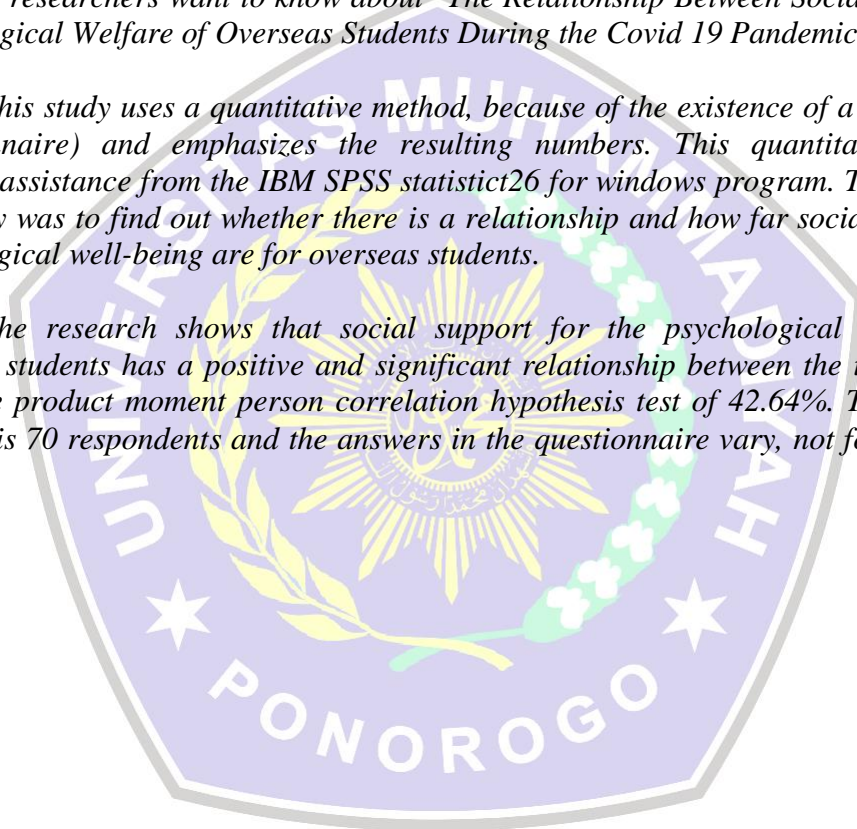 researchers want to know about "The Relationship Between Social
gical Welfare of Overseas Students During the Covid 19 Pandemic
his study uses a quantitative method, because of the existence of a
nnaire) and emphasizes the resulting numbers. This quantita
assistance from the IBM SPSS statistict26 for windows program. T
y was to find out whether there is a relationship and how far socia
gical well-being are for overseas students.
he research shows that social support for the psychological
students has a positive and significant relationship between the
e product moment person correlation hypothesis test of 42.64%. T
is 70 respondents and the answers in the questionnaire vary, not fo
UNIVERSITAS MUHAMMADIYAH
PONOROGO